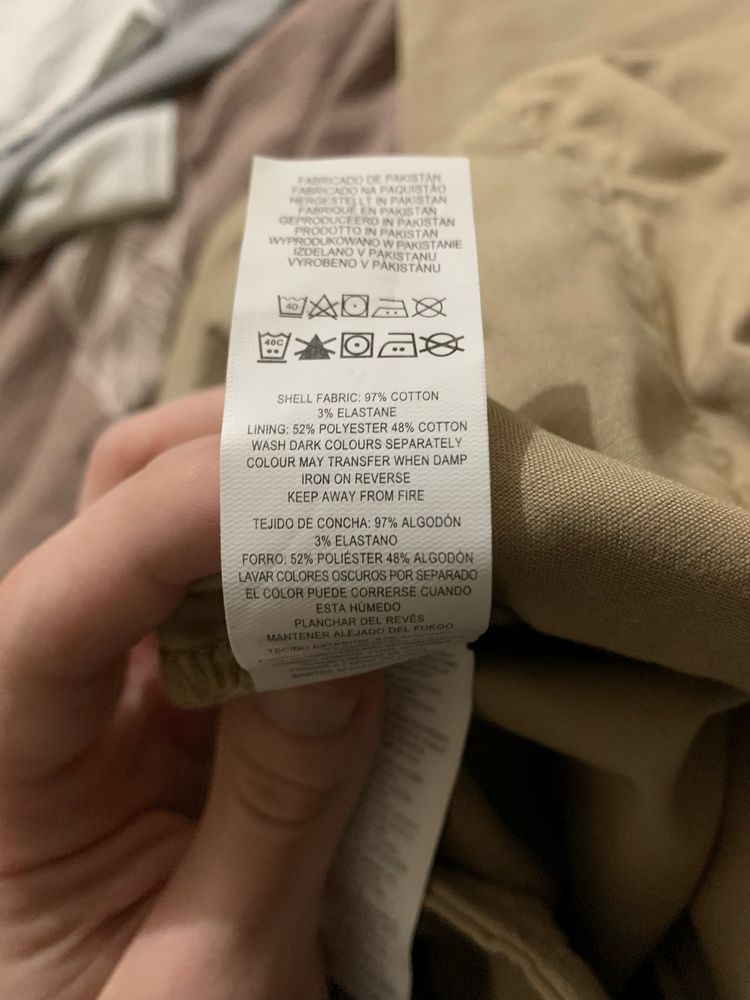 FABRICADO DE PAKISTAN
FABRICADO NA PAQUISTÃO
HERGESTELLT IN PAKISTAN
FABRIQUÉ EN PAKISTAN
GEPRODUCEERD IN PAKISTAN
PRODOTTO IN PAKISTAN
WYPRODUKOWANO W PAKISTANIE
IZDELANO V PAKISTANU
VYROBENO V PÁKISTÁNU
40
40C
SHELL FABRIC: 97% COTTON
3% ELASTANE
LINING: 52% POLYESTER 48% COTTON
WASH DARK COLOURS SEPARATELY
COLOUR MAY TRANSFER WHEN DAMP
IRON ON REVERSE
KEEP AWAY FROM FIRE
TEJIDO DE CONCHA: 97% ALGODÓN
3% ELASTANO
FORRO: 52% POLIÉSTER 48% ALGODÓN
LAVAR COLORES OSCUROS POR SEPARADO
EL COLOR PUEDE CORRERSE CUANDO
ESTA HÚMEDO
PLANCHAR DEL REVÉS
MANTENER ALEJADO DEL FUEGO
TECIDO